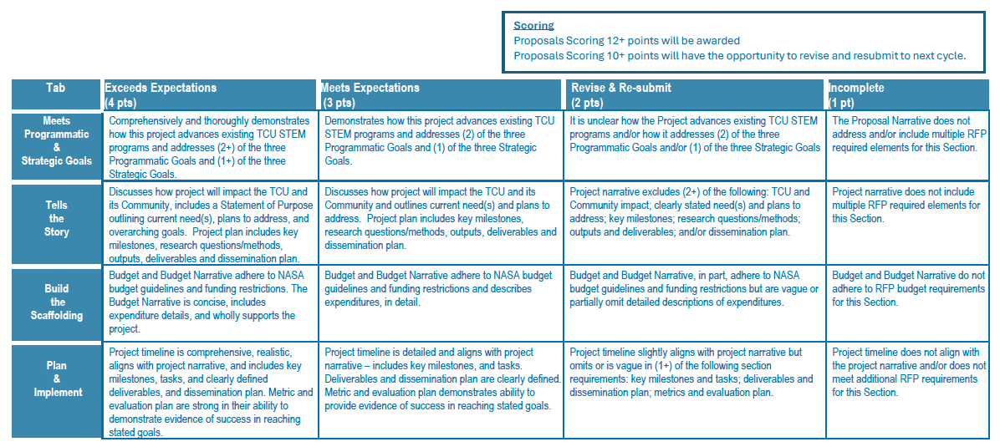 Scoring
Proposals Scoring 12+ points will be awarded
Proposals Scoring 10+ points will have the opportunity to revise and resubmit to next cycle.
Tab
Exceeds Expectations
(4 pts)
Meets Expectations
(3 pts)
Revise & Re-submit
(2 pts)
Incomplete
(1 pt)
Meets
Programmatic
&
Strategic Goals
Comprehensively and thoroughly demonstrates
how this project advances existing TCU STEM
programs and addresses (2+) of the three
Programmatic Goals and (1+) of the three
Strategic Goals.
Demonstrates how this project advances existing TCU
STEM programs and addresses (2) of the three
Programmatic Goals and (1) of the three Strategic
Goals.
It is unclear how the Project advances existing TCU STEM
programs and/or how it addresses (2) of the three
Programmatic Goals and/or (1) of the three Strategic Goals
The Proposal Narrative does not
address and/or include multiple RFP
required elements for this Section.
Tells
the
Story
Discusses how project will impact the TCU and
its Community, includes a Statement of Purpose
outlining current need(s), plans to address, and
overarching goals.  Project plan includes key
milestones, research questions/methods,
outputs, deliverables and dissemination plan.
Discusses how project will impact the TCU and its
Community and outlines current need(s) and plans to
address.  Project plan includes key milestones,
research questions/methods, outputs, deliverables and
dissemination plan.
Project narrative excludes (2+) of the following: TCU and
Community impact; clearly stated need(s) and plans to
address; key milestones; research questions/methods;
outputs and deliverables; and/or dissemination plan.
Project narrative does not include
multiple RFP required elements for
this Section.
Build
the
Scaffolding
Budget and Budget Narrative adhere to NASA
budget guidelines and funding restrictions. The
Budget Narrative is concise, includes
expenditure details, and wholly supports the
project.
Budget and Budget Narrative adhere to NASA budget
guidelines and funding restrictions and describes
expenditures, in detail.
Budget and Budget Narrative, in part, adhere to NASA
budget guidelines and funding restrictions but are vague or
partially omit detailed descriptions of expenditures.
Budget and Budget Narrative do not
adhere to RFP budget requirements
for this Section.
Plan
&
Implement
Project timeline is comprehensive, realistic,
aligns with project narrative, and includes key
milestones, tasks, and clearly defined
deliverables, and dissemination plan. Metric and
evaluation plan are strong in their ability to
demonstrate evidence of success in reaching
stated goals.
Project timeline is detailed and aligns with project
narrative – includes key milestones, and tasks.
Deliverables and dissemination plan are clearly defined.
Metric and evaluation plan demonstrates ability to
provide evidence of success in reaching stated goals.
Project timeline slightly aligns with project narrative but
omits or is vague in (1+) of the following section
requirements: key milestones and tasks; deliverables and
dissemination plan; metrics and evaluation plan.
Project timeline does not align with
the project narrative and/or does not
meet additional RFP requirements
for this Section.